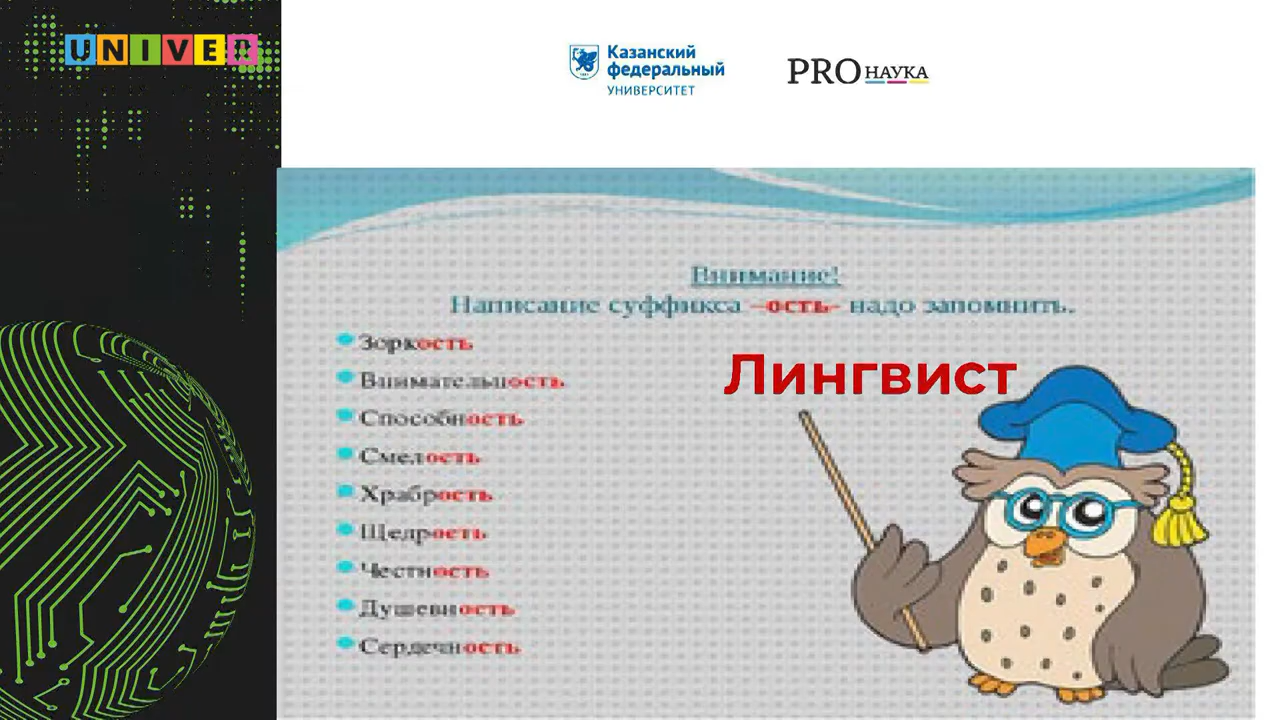 UNIVER
Казанский
федеральный
УНИВЕРСИТЕТ
PRO НАУКА
Внимание!
Написание суффикса –ость- надо запомнить.
Зоркость
Внимательность
Способность
Смелость
Храбрость
Щедрость
Честность
Душевность
Сердечность
Лингвист